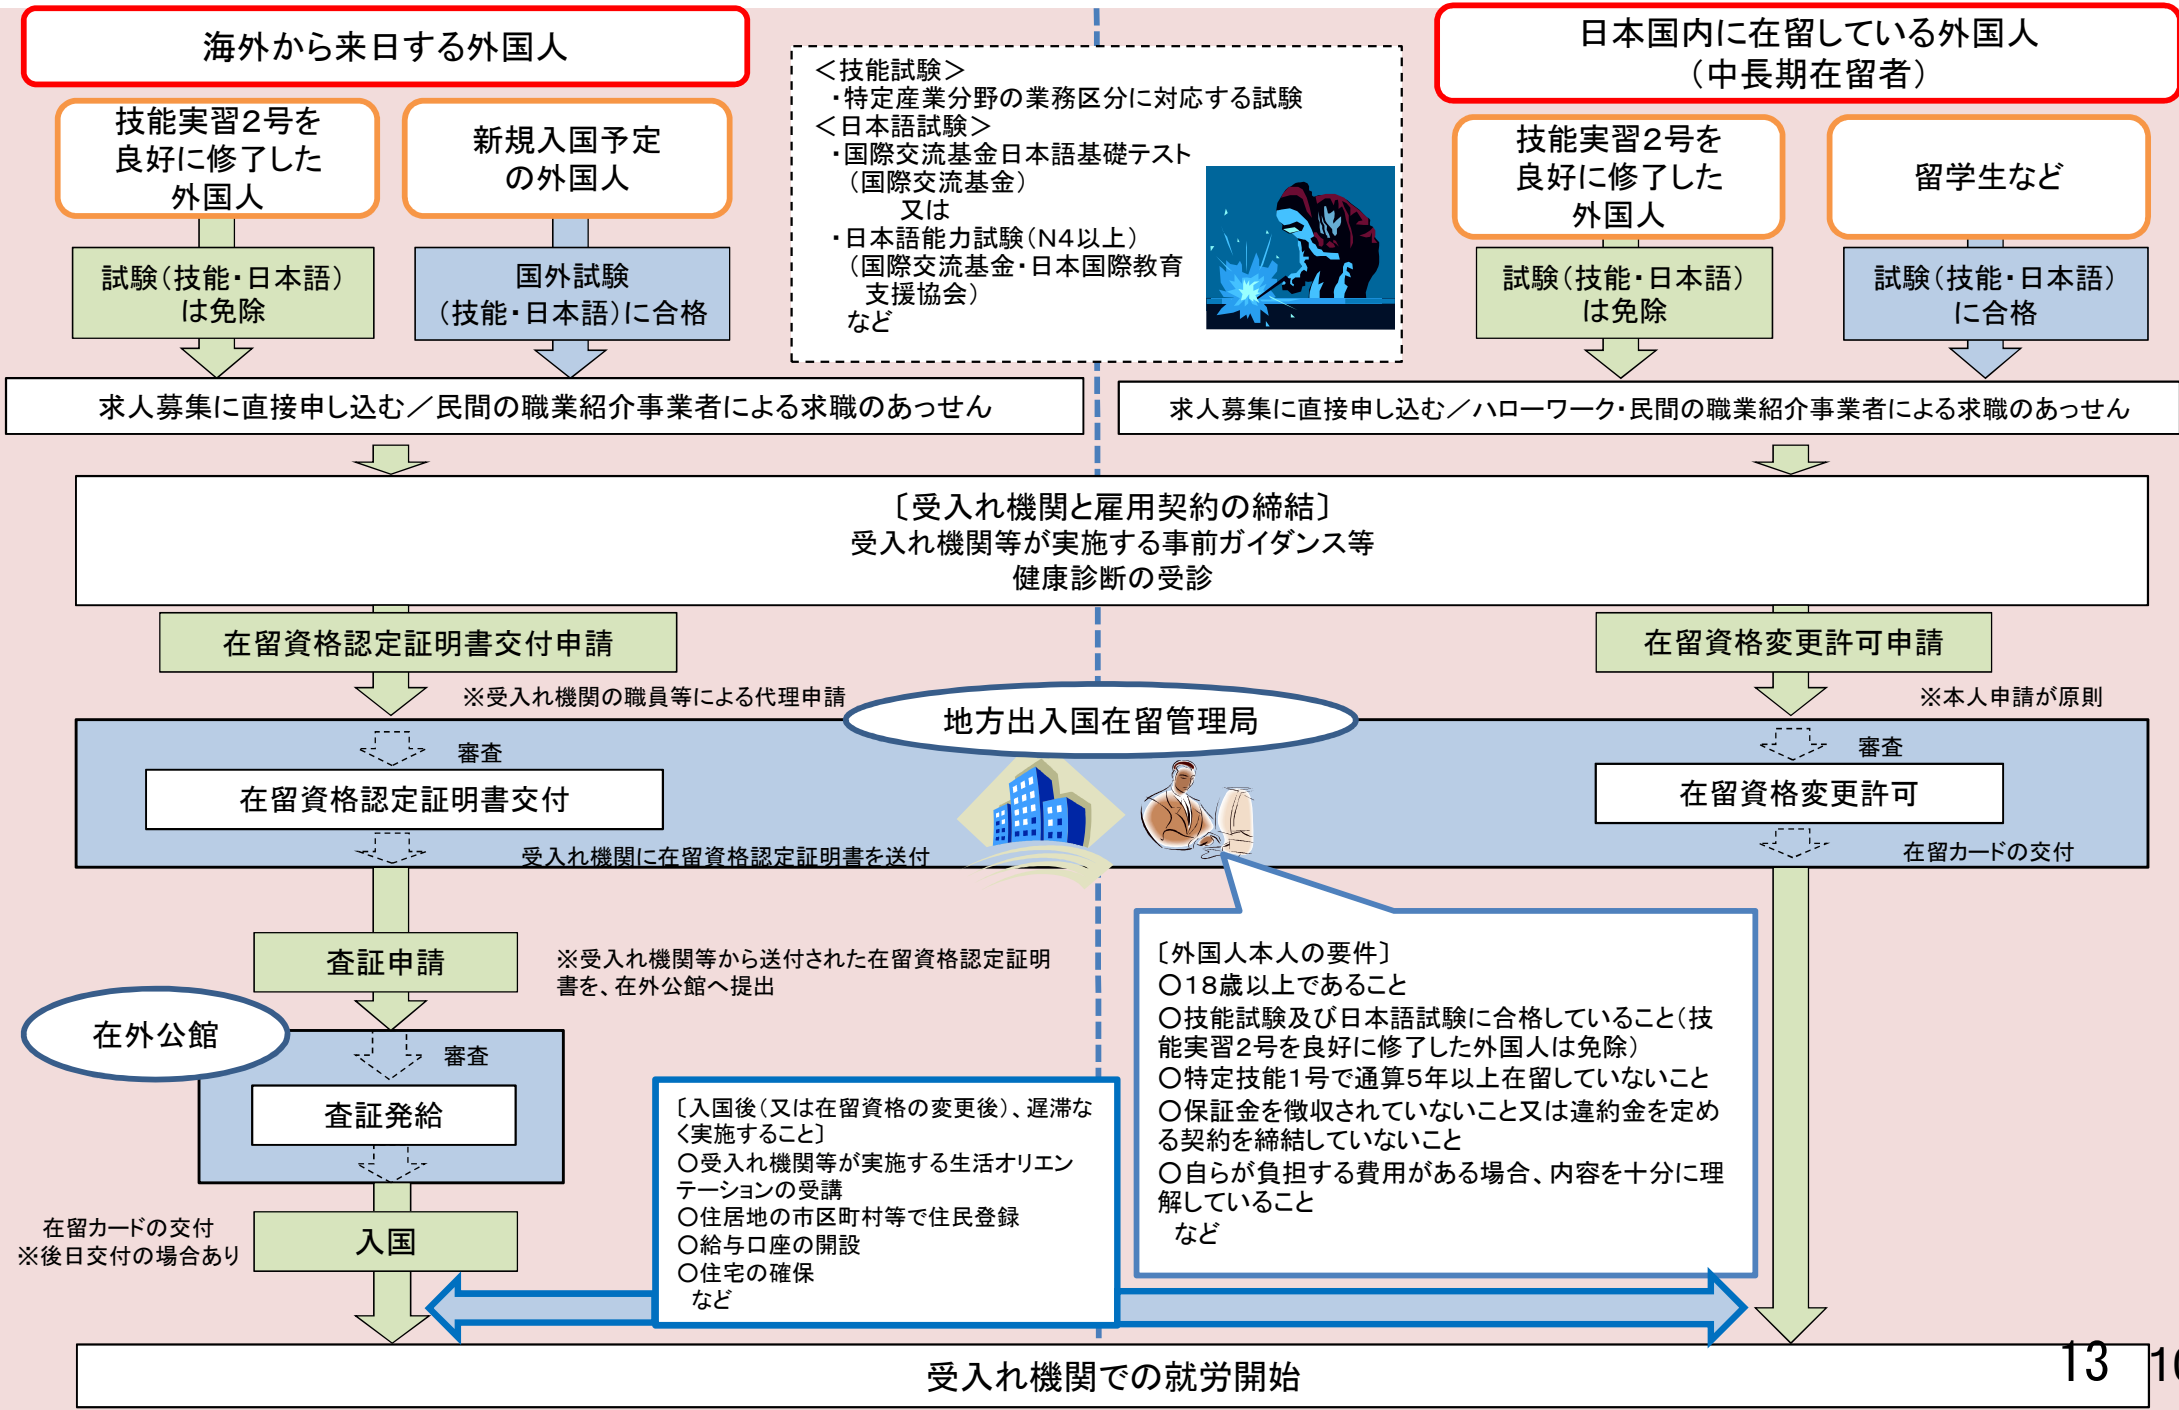 海外から来日する外国人
日本国内に在留している外国人
（中長期在留者）
技能実習２号を
良好に修了した
外国人
新規入国予定
の外国人
＜技能試験＞
・特定産業分野の業務区分に対応する試験
＜日本語試験＞
・国際交流基金日本語基礎テスト
（国際交流基金）
又は
・日本語能力試験（Ｎ４以上）
（国際交流基金・日本国際教育
支援協会）
など
技能実習２号を
良好に修了した
外国人
留学生など
試験（技能・日本語）
は免除
国外試験
（技能・日本語）に合格
試験（技能・日本語）
は免除
試験（技能・日本語）
に合格
求人募集に直接申し込む／民間の職業紹介事業者による求職のあっせん
求人募集に直接申し込む／ハローワーク・民間の職業紹介事業者による求職のあっせん
〔受入れ機関と雇用契約の締結〕
受入れ機関等が実施する事前ガイダンス等
健康診断の受診
在留資格認定証明書交付申請
在留資格変更許可申請
※受入れ機関の職員等による代理申請
※本人申請が原則
地方出入国在留管理局
審査
審査
在留資格認定証明書交付
在留資格変更許可
受入れ機関に在留資格認定証明書を送付
在留カードの交付
査証申請
※受入れ機関等から送付された在留資格認定証明
書を、在外公館へ提出
在外公館
審査
査証発給
在留カードの交付
※後日交付の場合あり
入国
〔入国後（又は在留資格の変更後）、遅滞な
く実施すること〕
○受入れ機関等が実施する生活オリエン
テーションの受講
○住居地の市区町村等で住民登録
○給与口座の開設
○住宅の確保
など
〔外国人本人の要件〕
○１８歳以上であること
○技能試験及び日本語試験に合格していること（技
能実習２号を良好に修了した外国人は免除）
○特定技能１号で通算５年以上在留していないこと
○保証金を徴収されていないこと又は違約金を定め
る契約を締結していないこと
○自らが負担する費用がある場合、内容を十分に理
解していること
など
受入れ機関での就労開始
13